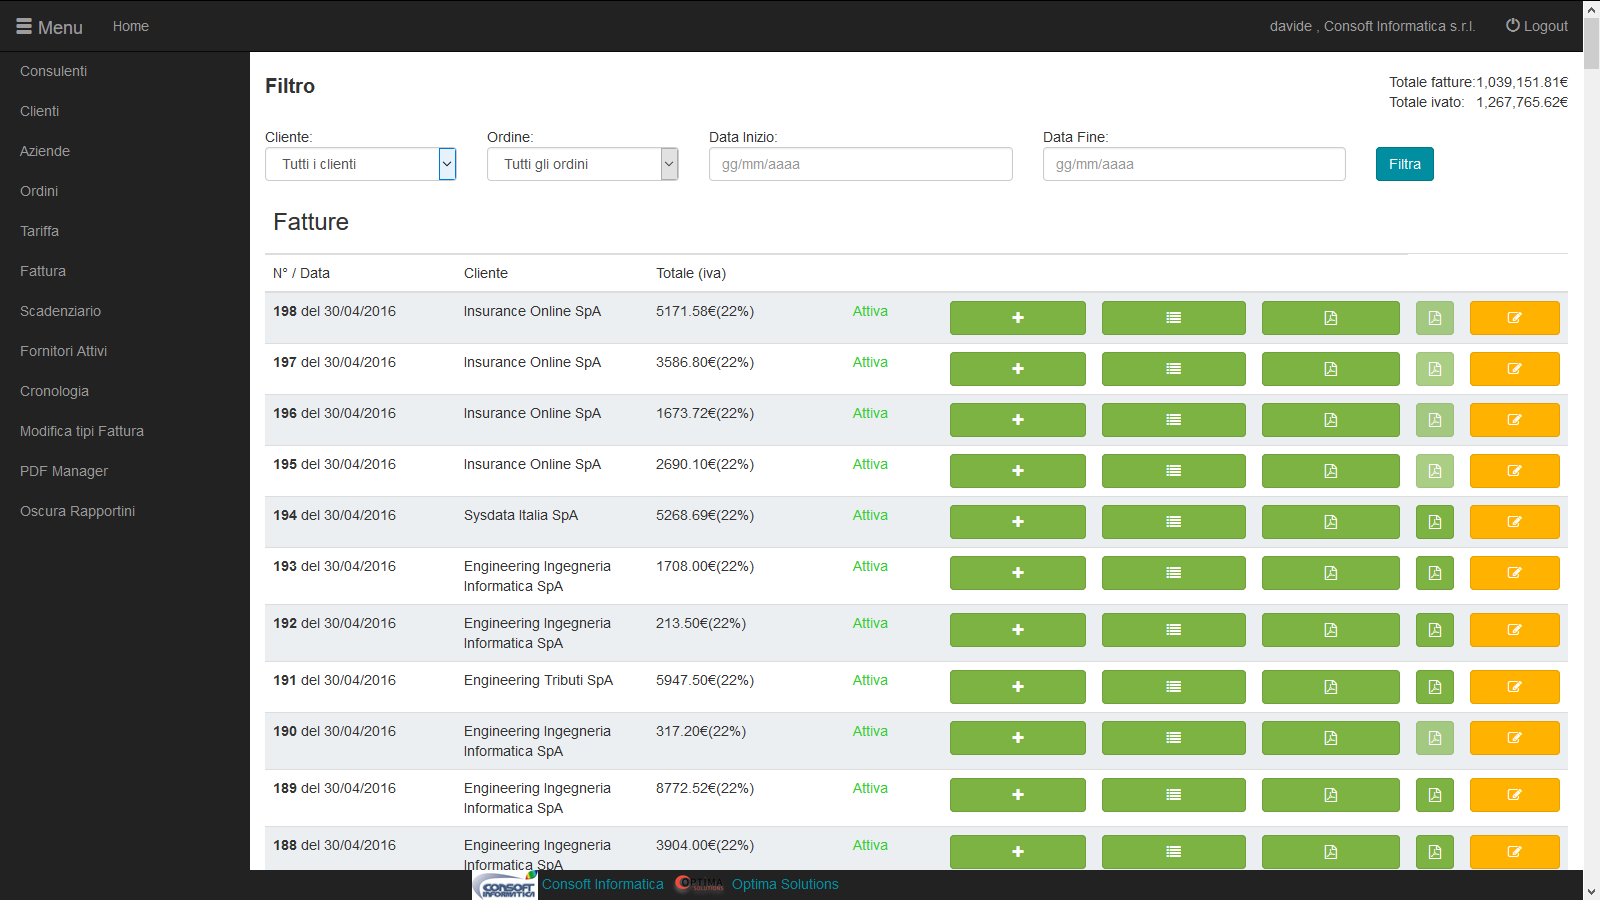 Menu Home davide , Consoft Informatica s.r.l. Logout
Consulenti
Clienti
Aziende
Ordini
Tariffa
Fattura
Scadenziario
Fornitori Attivi
Cronologia
Modifica tipi Fattura
PDF Manager
Oscura Rapportini
Filtro
Totale fatture:1,039,151.81€
Totale ivato: 1,267,765.62€
Cliente: Ordine: Data Inizio: Data Fine:
Tutti i clienti Tutti gli ordini gg/mm/aaaa gg/mm/aaaa Filtra
Fatture
N° / Data Cliente Totale (iva)
198 del 30/04/2016 Insurance Online SpA 5171.58€(22%) Attiva
197 del 30/04/2016 Insurance Online SpA 3586.80€(22%) Attiva
196 del 30/04/2016 Insurance Online SpA 1673.72€(22%) Attiva
195 del 30/04/2016 Insurance Online SpA 2690.10€(22%) Attiva
194 del 30/04/2016 Sysdata Italia SpA 5268.69€(22%) Attiva
193 del 30/04/2016 Engineering Ingegneria 1708.00€(22%) Attiva
Informatica SpA
192 del 30/04/2016 Engineering Ingegneria 213.50€(22%) Attiva
Informatica SpA
191 del 30/04/2016 Engineering Tributi SpA 5947.50€(22%) Attiva
190 del 30/04/2016 Engineering Ingegneria 317.20€(22%) Attiva
Informatica SpA
189 del 30/04/2016 Engineering Ingegneria 8772.52€(22%) Attiva
Informatica SpA
188 del 30/04/2016 Engineering Ingegneria 3904.00€(22%) Attiva
Informatica SpA
CONSOFT INFORMATICA Consoft Informatica OPTIMA SOLUTIONS Optima Solutions